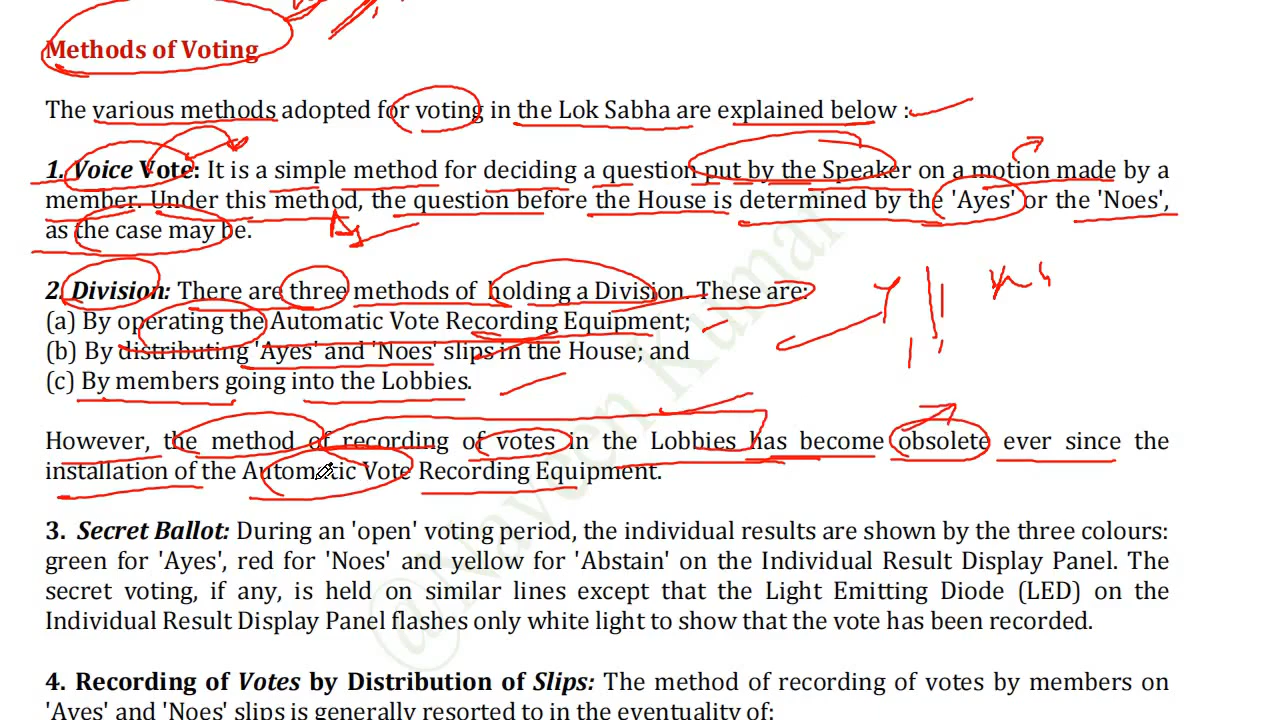 Methods of Voting
The various methods adopted for voting in the Lok Sabha are explained below :
1. Voice Vote: It is a simple method for deciding a question put by the Speaker on a motion made by a
member. Under this method, the question before the House is determined by the 'Ayes' or the 'Noes',
as the case may be.
2. Division: There are three methods of holding a Division. These are:
(a) By operating the Automatic Vote Recording Equipment;
(b) By distributing 'Ayes' and 'Noes' slips in the House; and
(c) By members going into the Lobbies.
However, the method of recording of votes in the Lobbies has become obsolete ever since the
installation of the Automatic Vote Recording Equipment.
3. Secret Ballot: During an 'open' voting period, the individual results are shown by the three colours:
green for 'Ayes', red for 'Noes' and yellow for 'Abstain' on the Individual Result Display Panel. The
secret voting, if any, is held on similar lines except that the Light Emitting Diode (LED) on the
Individual Result Display Panel flashes only white light to show that the vote has been recorded.
4. Recording of Votes by Distribution of Slips: The method of recording of votes by members on
'Ayes' and 'Noes' slips is generally resorted to in the eventuality of:
@Naveen Kumar